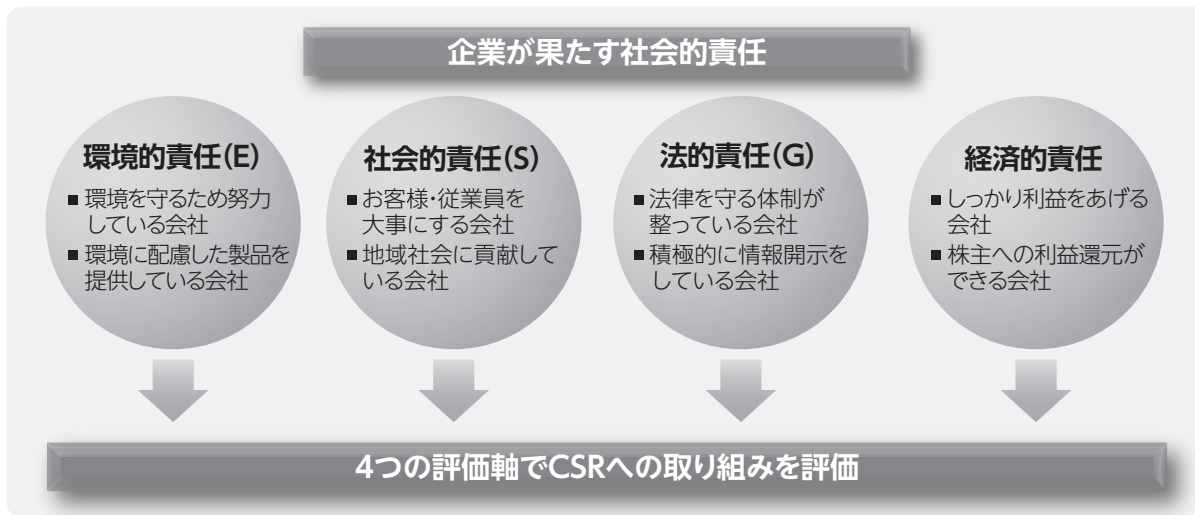 企業が果たす社会的責任
環境的責任(E)
■ 環境を守るため努力
している会社
■ 環境に配慮した製品を
提供している会社
社会的責任(S)
■ お客様・従業員を
大事にする会社
■ 地域社会に貢献して
いる会社
法的責任(G)
■ 法律を守る体制が
整っている会社
■ 積極的に情報開示を
している会社
経済的責任
■ しっかり利益をあげる
会社
■ 株主への利益還元が
できる会社
4つの評価軸でCSRへの取り組みを評価